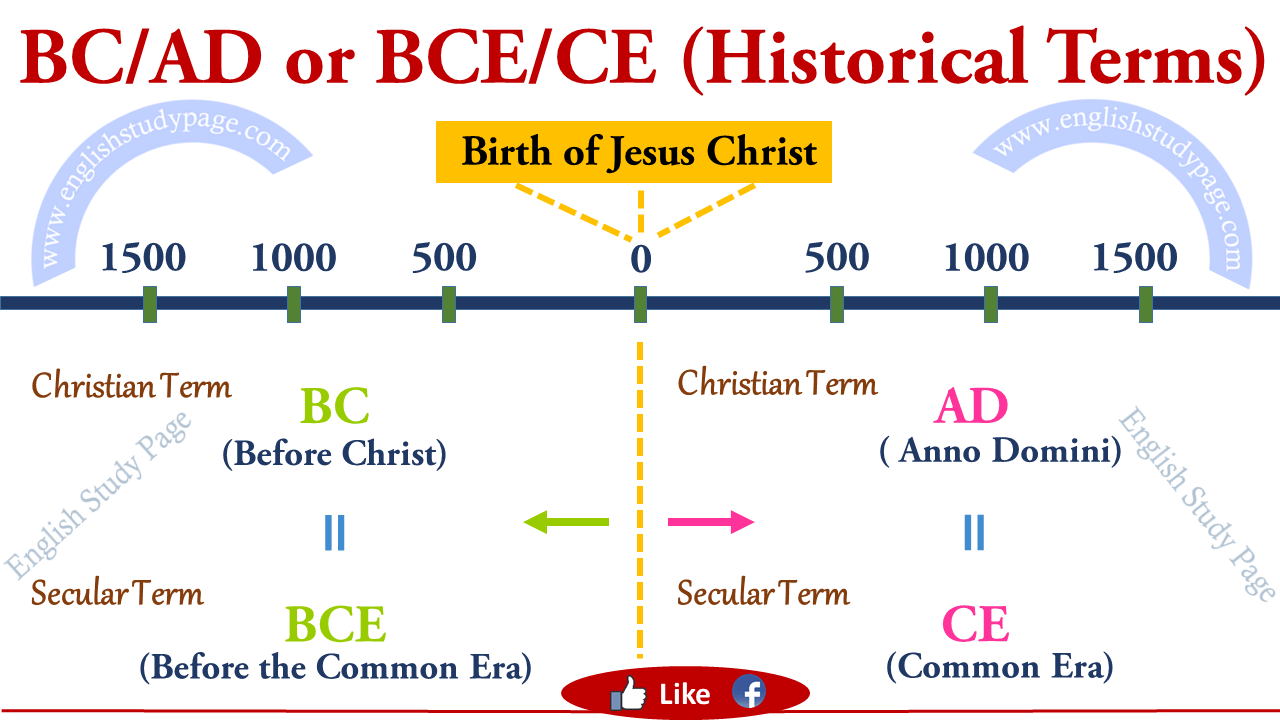 BC/AD or BCE/CE (Historical Terms)
www.englishstudypage.com
www.englishstudypage.com
Birth of Jesus Christ
1500 1000 500 0 500 1000 1500
Christian Term
BC
(Before Christ)
Christian Term
AD
( Anno Domini)
English Study Page
English Study Page
=
=
Secular Term
BCE
(Before the Common Era)
Secular Term
CE
(Common Era)
Like f